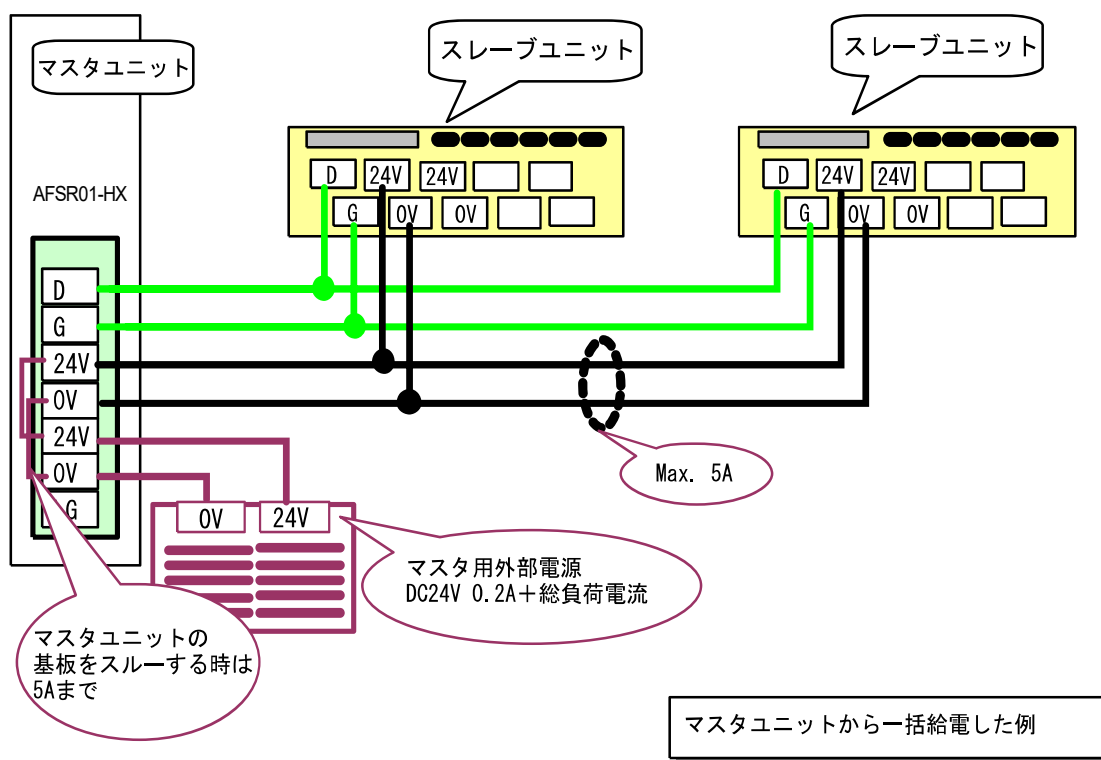 マスタユニット
スレーブユニット
スレーブユニット
AFSR01-HX
D
24V
24V
G
0V
0V
D
24V
24V
G
0V
0V
D
G
24V
0V
24V
0V
G
0V
24V
Max. 5A
マスタ用外部電源
DC24V 0.2A＋総負荷電流
マスタユニットの
基板をスルーする時は
5Aまで
マスタユニットから一括給電した例